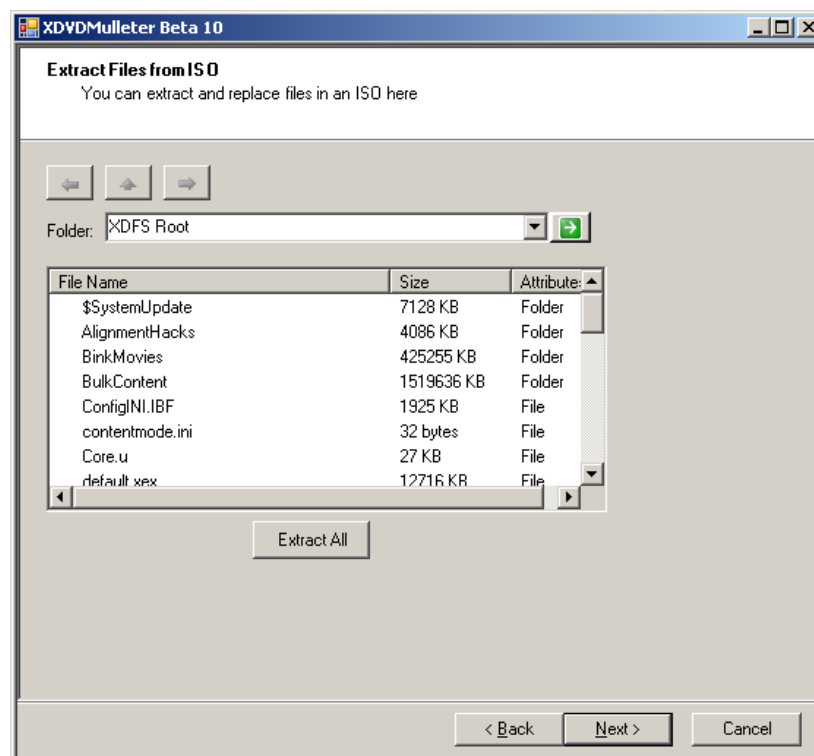 XDVDMulleter Beta 10
Extract Files from ISO
You can extract and replace files in an ISO here
Folder: XDFS Root
File Name Size Attributes
$SystemUpdate 7128 KB Folder
AlignmentHacks 4086 KB Folder
BinkMovies 425255 KB Folder
BulkContent 1519636 KB Folder
ConfigINI.IBF 1925 KB File
contentmode.ini 32 bytes File
Core.u 27 KB File
default.xex 12716 KB File
Extract All
< Back Next > Cancel